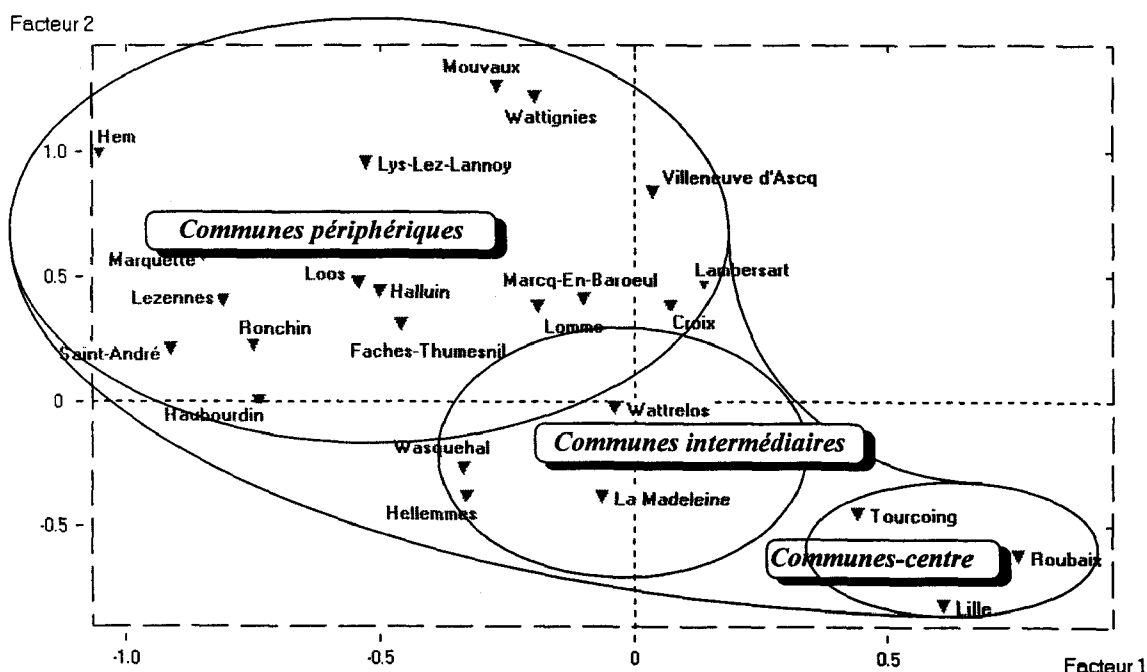 Facteur 2
Mouvaux
Wattignies
Hem
1.0
Lys-Lez-Lannoy
Villeneuve d'Ascq
Communes périphériques
Marquette
Loos
Marcq-En-Baroeul
Lambersart
0.5
Halluin
Lezennes
Lomme
Croix
Ronchin
Saint-André
Faches-Thumesnil
0
Haubourdin
Wattrelos
Wasquehal
Communes intermédiaires
Hellemmes
La Madeleine
-0.5
Tourcoing
Communes-centre
Roubaix
Lille
-1.0
-0.5
0
0.5
Facteur 1